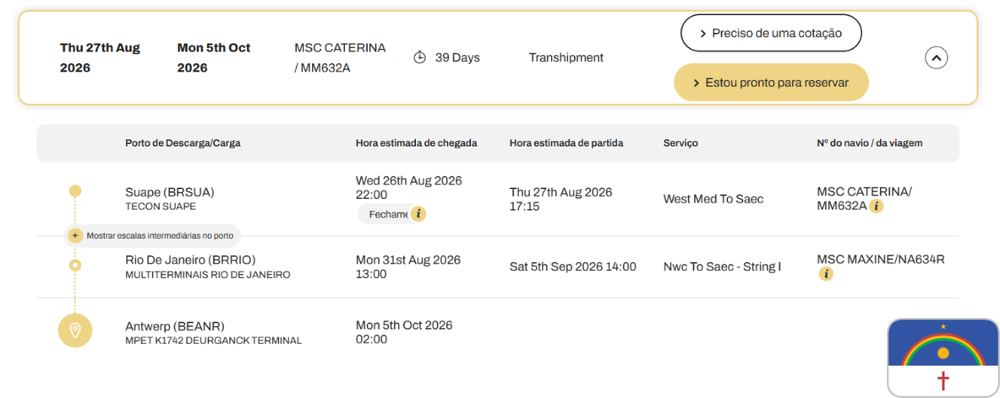 Thu 27th Aug 2026
Mon 5th Oct 2026
MSC CATERINA / MM632A
39 Days
Transhipment
Preciso de uma cotação
Estou pronto para reservar
Porto de Descarga/Carga Hora estimada de chegada Hora estimada de partida Serviço Nº do navio / da viagem
Suape (BRSUA)
TECON SUAPE
Wed 26th Aug 2026
22:00
Fechame
i
Thu 27th Aug 2026
17:15
West Med To Saec
MSC CATERINA/
MM632A i
+ Mostrar escalas intermediárias no porto
Rio De Janeiro (BRRIO)
MULTITERMINAIS RIO DE JANEIRO
Mon 31st Aug 2026
13:00
Sat 5th Sep 2026 14:00
Nwc To Saec - String I
MSC MAXINE/NA634R
i
Antwerp (BEANR)
MPET K1742 DEURGANCK TERMINAL
Mon 5th Oct 2026
02:00